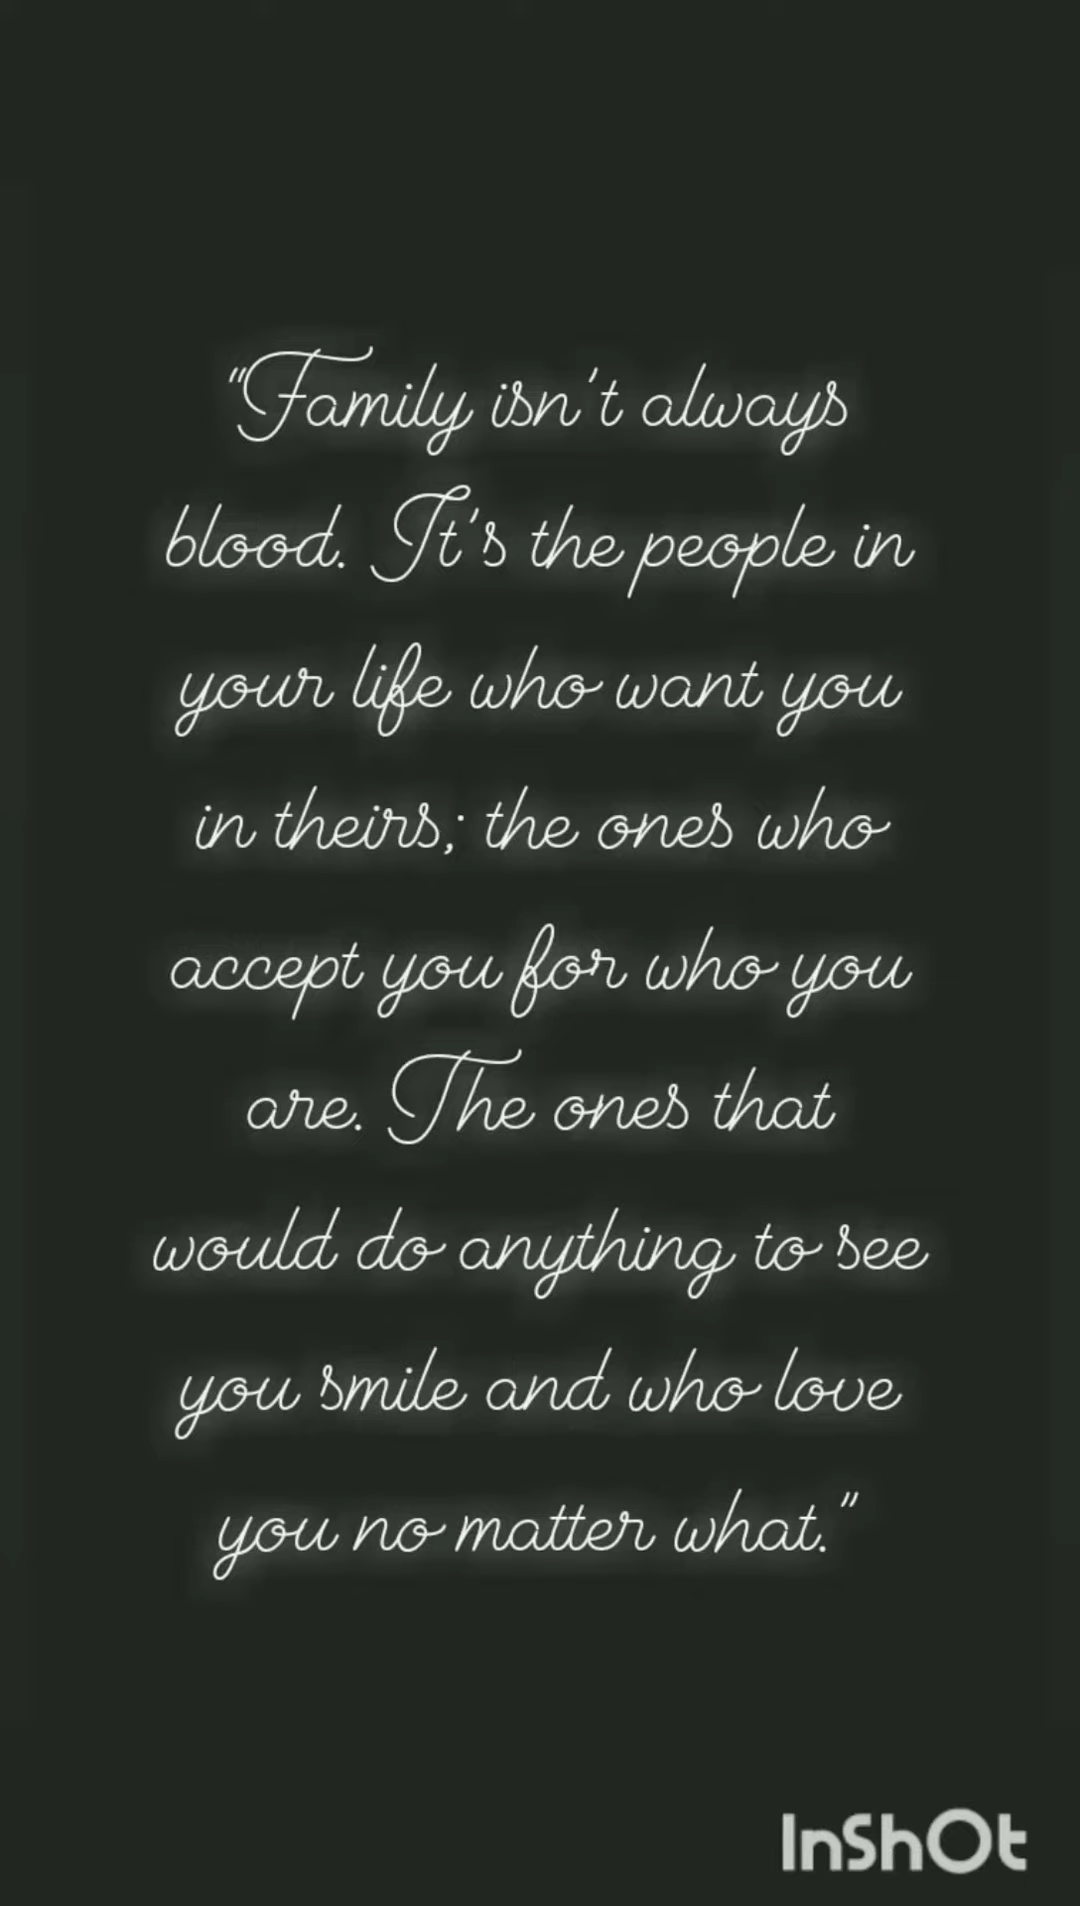 "Family isn't always
blood. It's the people in
your life who want you
in theirs; the ones who
accept you for who you
are. The ones that
would do anything to see
you smile and who love
you no matter what."
InShOt